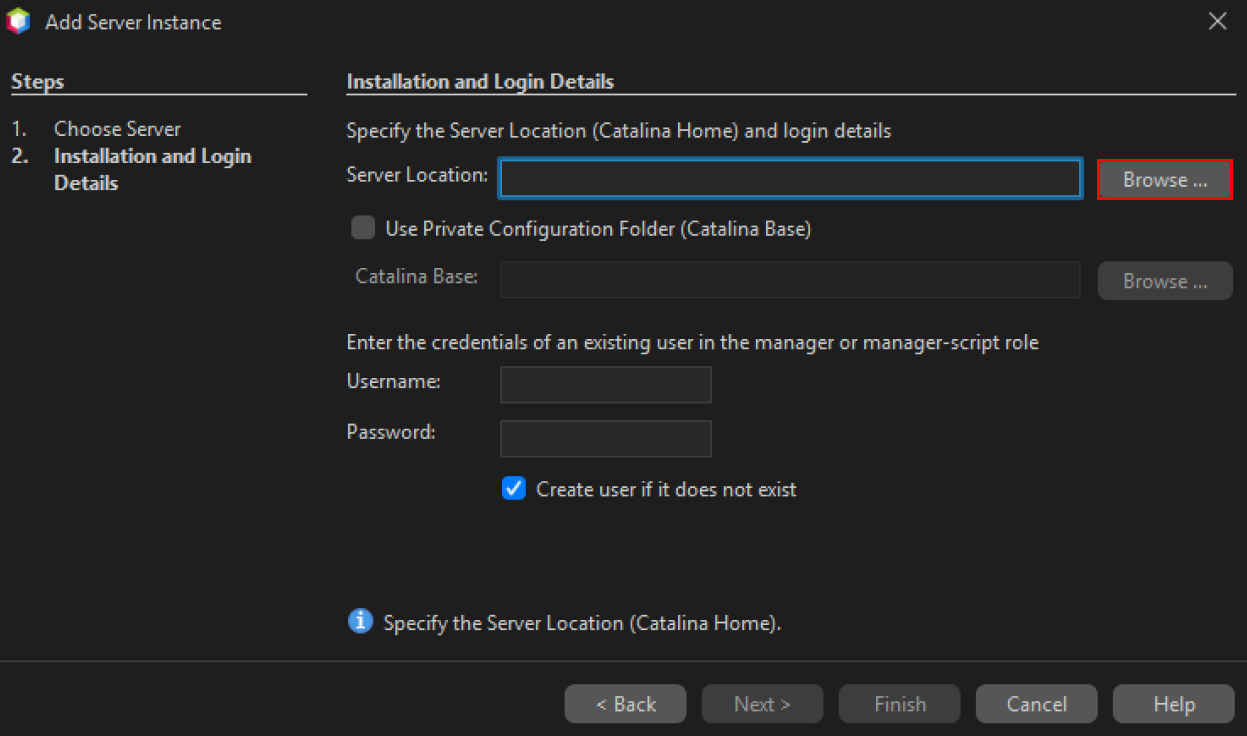 Add Server Instance
Steps
1. Choose Server
2. Installation and Login
Details
Installation and Login Details
Specify the Server Location (Catalina Home) and login details
Server Location:
Browse ...
Use Private Configuration Folder (Catalina Base)
Catalina Base:
Browse ...
Enter the credentials of an existing user in the manager or manager-script role
Username:
Password:
Create user if it does not exist
Specify the Server Location (Catalina Home).
< Back
Next >
Finish
Cancel
Help